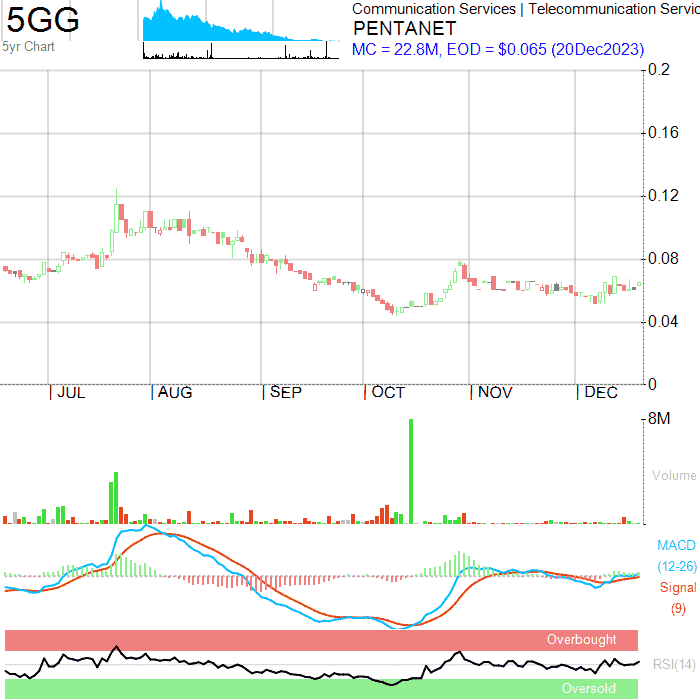 5GG
5yr Chart
Communication Services | Telecommunication Servic
PENTANET
MC = 22.8M, EOD = $0.065 (20Dec2023)
0.2
0.16
0.12
0.08
0.04
0
JUL
AUG
SEP
OCT
NOV
DEC
8M
Volume
MACD
(12-26)
Signal
(9)
Overbought
RSI(14)
Oversold